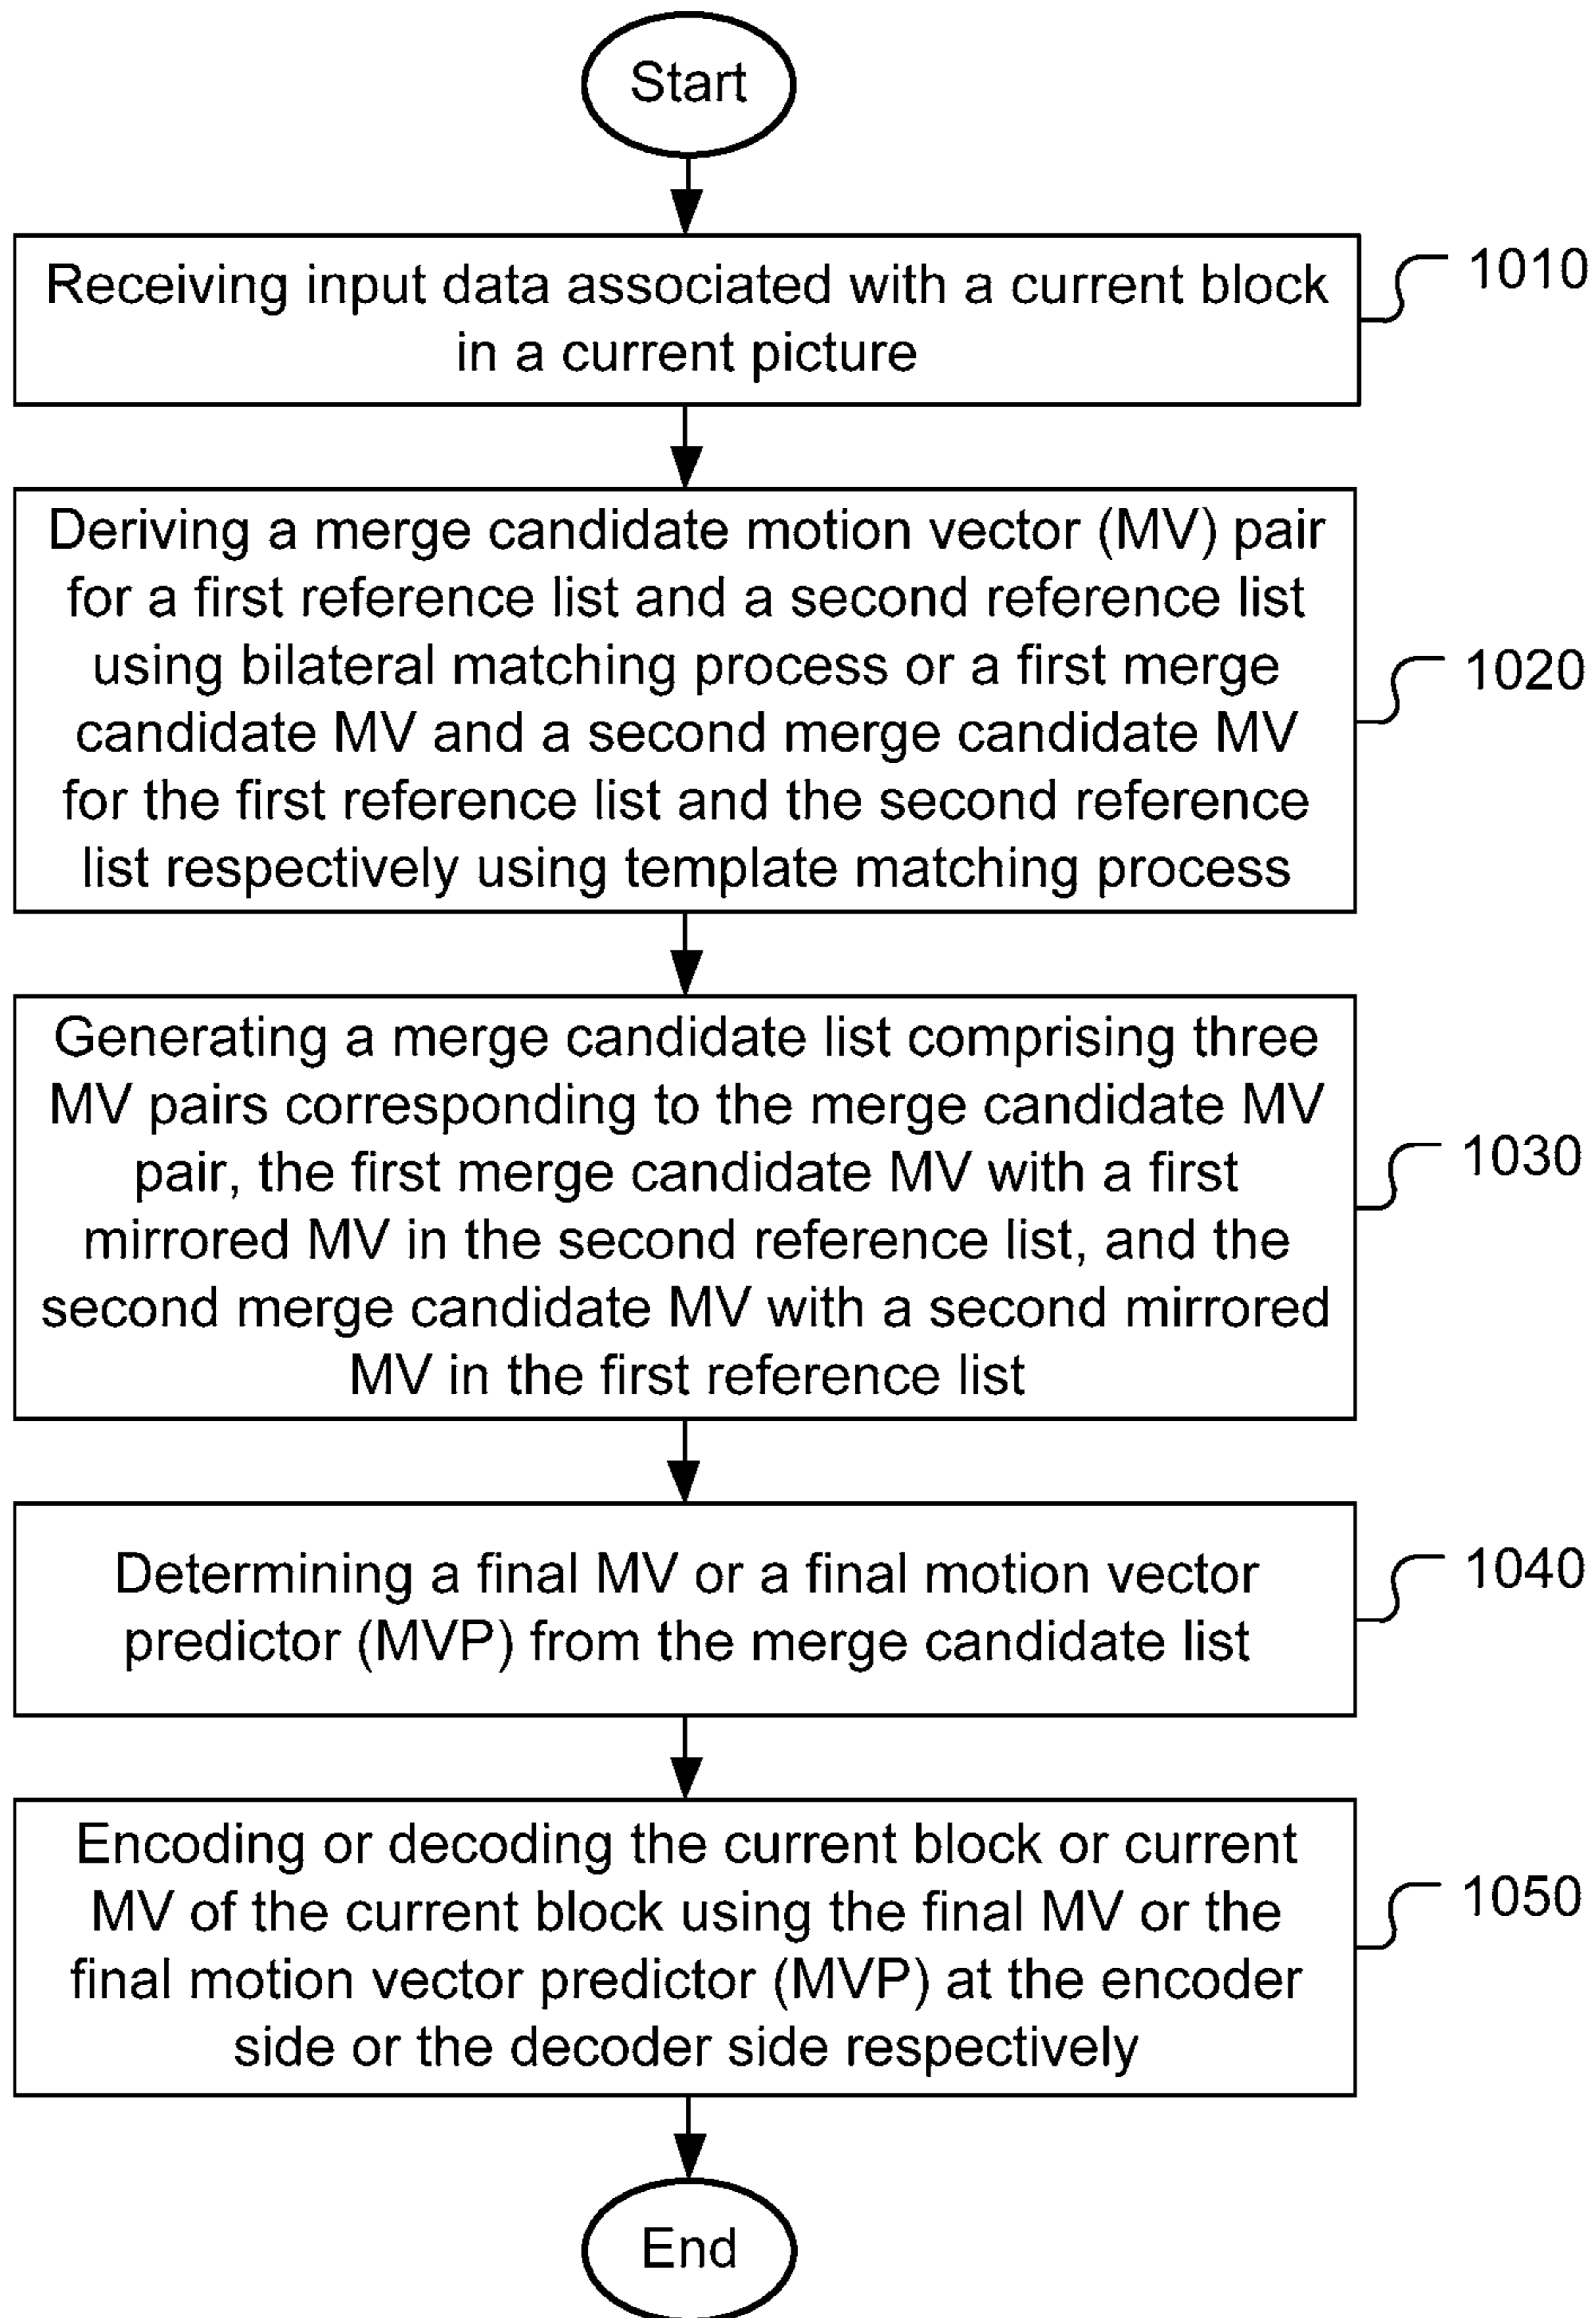 Start
Receiving input data associated with a current block
in a current picture
1010
Deriving a merge candidate motion vector (MV) pair
for a first reference list and a second reference list
using bilateral matching process or a first merge
candidate MV and a second merge candidate MV
for the first reference list and the second reference
list respectively using template matching process
1020
Generating a merge candidate list comprising three
MV pairs corresponding to the merge candidate MV
pair, the first merge candidate MV with a first
mirrored MV in the second reference list, and the
second merge candidate MV with a second mirrored
MV in the first reference list
1030
Determining a final MV or a final motion vector
predictor (MVP) from the merge candidate list
1040
Encoding or decoding the current block or current
MV of the current block using the final MV or the
final motion vector predictor (MVP) at the encoder
side or the decoder side respectively
1050
End